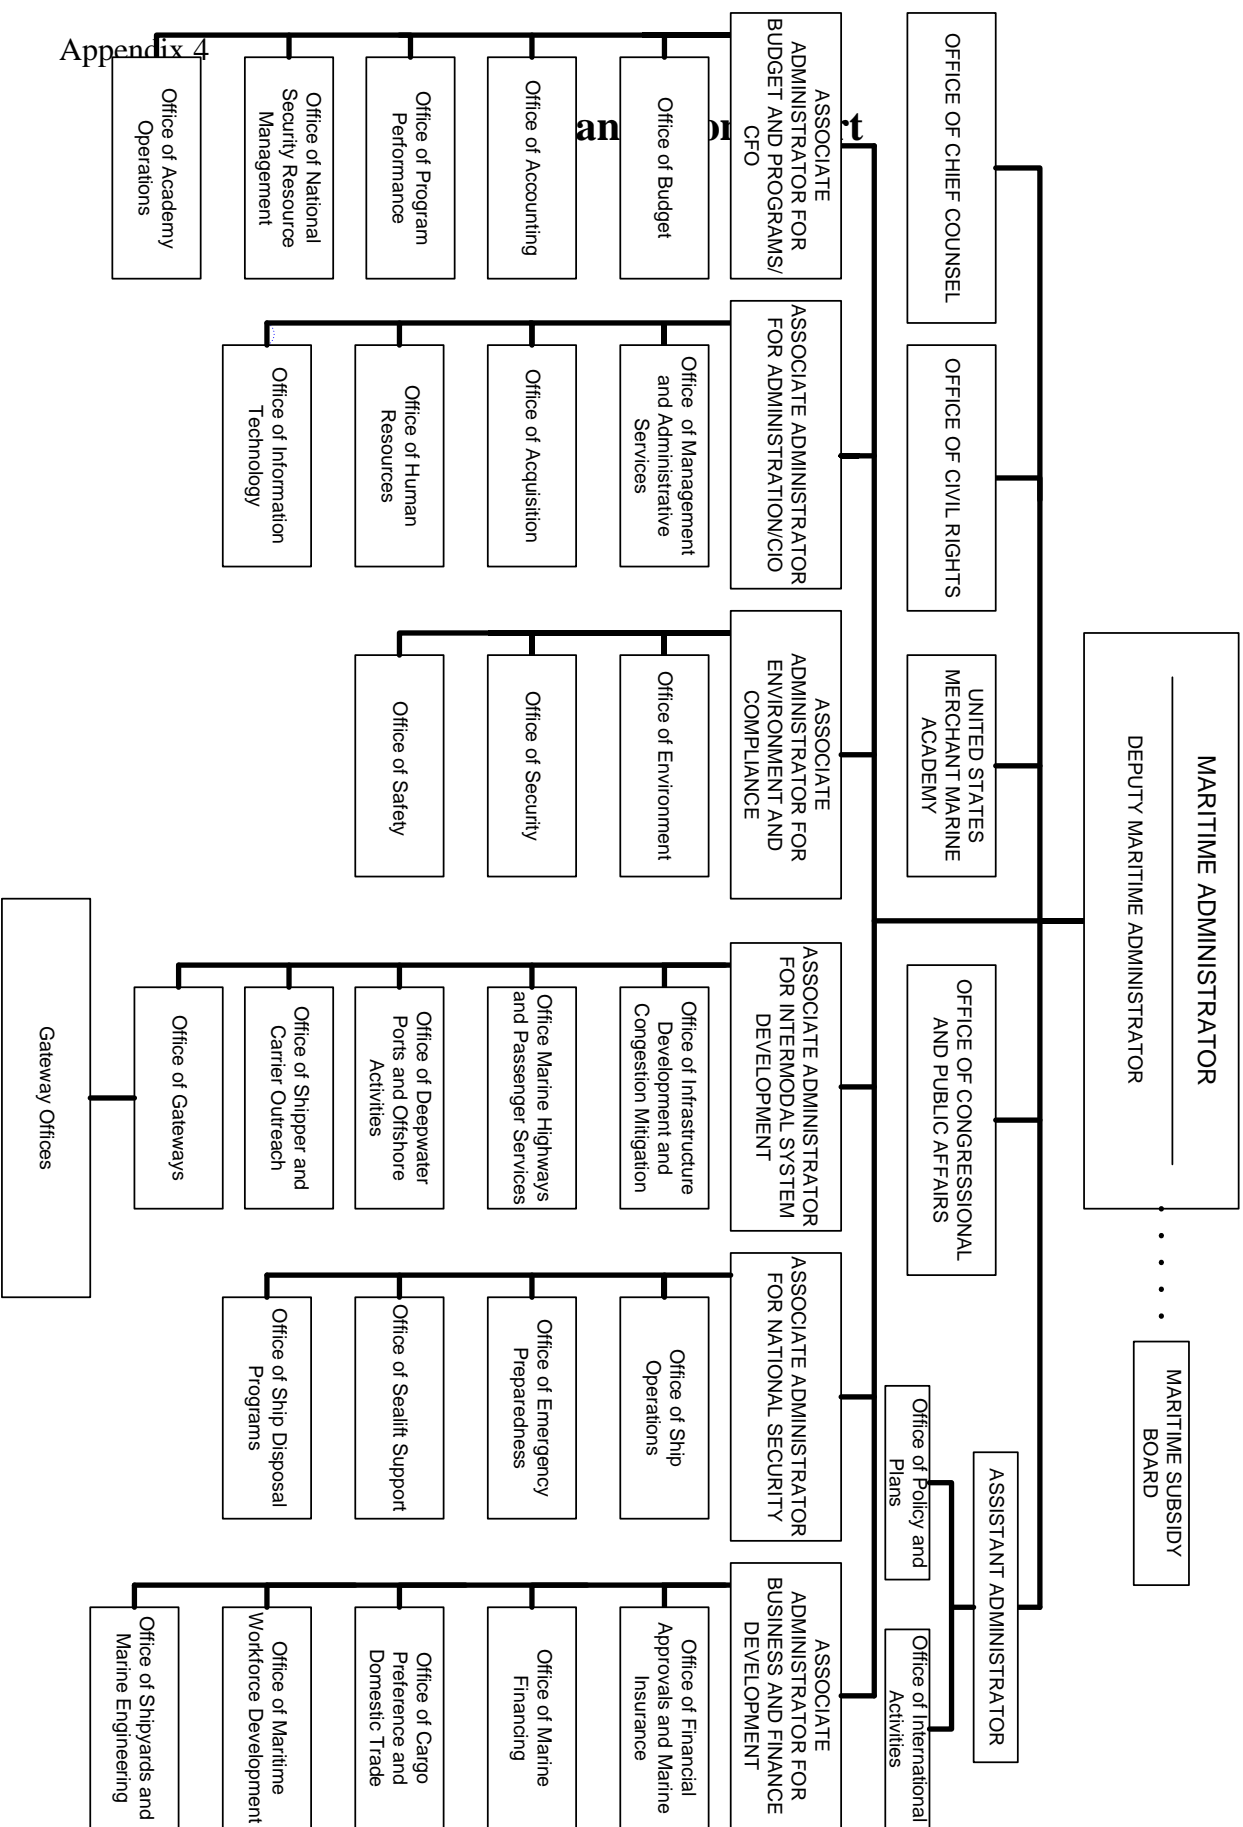 Appendix 4
an
on
rt
MARITIME ADMINISTRATOR
DEPUTY MARITIME ADMINISTRATOR
MARITIME SUBSIDY
BOARD
OFFICE OF CHIEF COUNSEL
OFFICE OF CIVIL RIGHTS
UNITED STATES
MERCHANT MARINE
ACADEMY
OFFICE OF CONGRESSIONAL
AND PUBLIC AFFAIRS
ASSISTANT ADMINISTRATOR
Office of Policy and
Plans
Office of International
Activities
ASSOCIATE
ADMINISTRATOR FOR
BUDGET AND PROGRAMS/
CFO
Office of Budget
Office of Accounting
Office of Program
Performance
Office of National
Security Resource
Management
Office of Academy
Operations
ASSOCIATE ADMINISTRATOR
FOR ADMINISTRATION/CIO
Office of Management
and Administrative
Services
Office of Acquisition
Office of Human
Resources
Office of Information
Technology
ASSOCIATE
ADMINISTRATOR FOR
ENVIRONMENT AND
COMPLIANCE
Office of Environment
Office of Security
Office of Safety
ASSOCIATE ADMINISTRATOR
FOR INTERMODAL SYSTEM
DEVELOPMENT
Office of Infrastructure
Development and
Congestion Mitigation
Office Marine Highways
and Passenger Services
Office of Deepwater
Ports and Offshore
Activities
Office of Shipper and
Carrier Outreach
Office of Gateways
Gateway Offices
ASSOCIATE ADMINISTRATOR
FOR NATIONAL SECURITY
Office of Ship
Operations
Office of Emergency
Preparedness
Office of Sealift Support
Office of Ship Disposal
Programs
ASSOCIATE
ADMINISTRATOR FOR
BUSINESS AND FINANCE
DEVELOPMENT
Office of Financial
Approvals and Marine
Insurance
Office of Marine
Financing
Office of Cargo
Preference and
Domestic Trade
Office of Maritime
Workforce Development
Office of Shipyards and
Marine Engineering